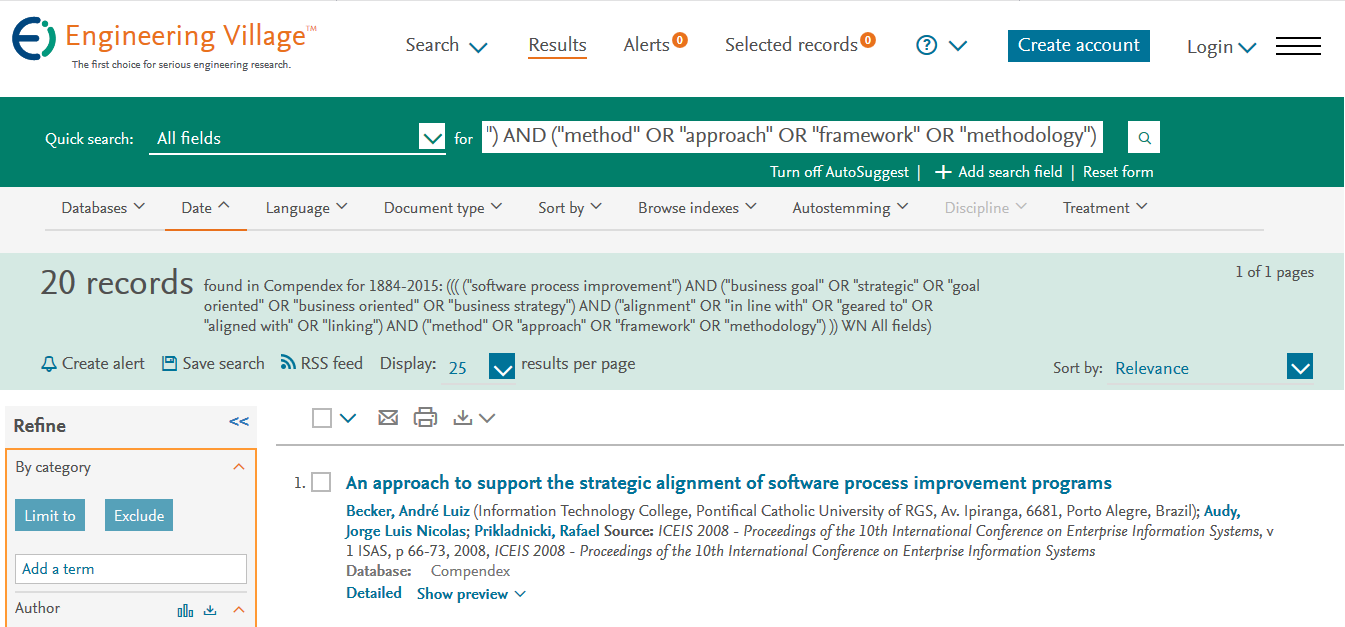 Engineering Village™
The first choice for serious engineering research.
Search
Results
Alerts 0
Selected records 0
?
Create account
Login
Quick search:
All fields
for
") AND ("method" OR "approach" OR "framework" OR "methodology")
Turn off AutoSuggest | + Add search field | Reset form
Databases
Date
Language
Document type
Sort by
Browse indexes
Autostemming
Discipline
Treatment
20 records
found in Compendex for 1884-2015: ((( ("software process improvement") AND ("business goal" OR "strategic" OR "goal
oriented" OR "business oriented" OR "business strategy") AND ("alignment" OR "in line with" OR "geared to" OR
"aligned with" OR "linking") AND ("method" OR "approach" OR "framework" OR "methodology") )) WN All fields)
1 of 1 pages
Create alert
Save search
RSS feed
Display:
25
results per page
Sort by:
Relevance
Refine
<<
By category
Limit to
Exclude
Add a term
Author
1.
An approach to support the strategic alignment of software process improvement programs
Becker, André Luiz (Information Technology College, Pontifical Catholic University of RGS, Av. Ipiranga, 6681, Porto Alegre, Brazil); Audy,
Jorge Luis Nicolas; Prikladnicki, Rafael Source: ICEIS 2008 - Proceedings of the 10th International Conference on Enterprise Information Systems, v
1 ISAS, p 66-73, 2008, ICEIS 2008 - Proceedings of the 10th International Conference on Enterprise Information Systems
Database: Compendex
Detailed
Show preview